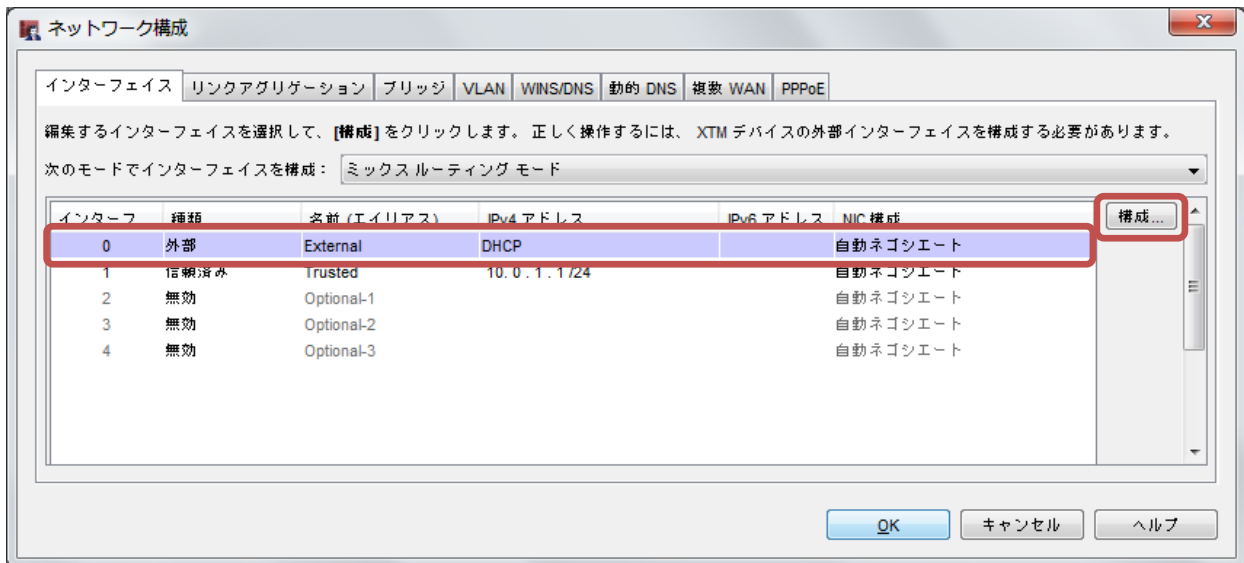 ネットワーク構成
インターフェイス リンクアグリゲーション ブリッジ VLAN WINS/DNS 動的 DNS 複数 WAN PPPoE
編集するインターフェイスを選択して、[構成] をクリックします。 正しく操作するには、 XTM デバイスの外部インターフェイスを構成する必要があります。
次のモードでインターフェイスを構成： ミックス ルーティング モード
インターフ 種類 名前 (エイリアス) IPv4 アドレス IPv6 アドレス NIC 構成 構成...
0 外部 External DHCP 自動ネゴシエート
1 信頼済み Trusted 10. 0 . 1 . 1 /24 自動ネゴシエート
2 無効 Optional-1 自動ネゴシエート
3 無効 Optional-2 自動ネゴシエート
4 無効 Optional-3 自動ネゴシエート
OK キャンセル ヘルプ